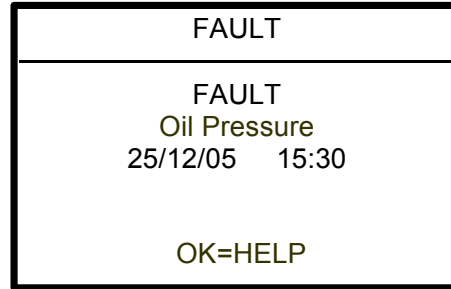 FAULT
FAULT
Oil Pressure
25/12/05 15:30
OK=HELP